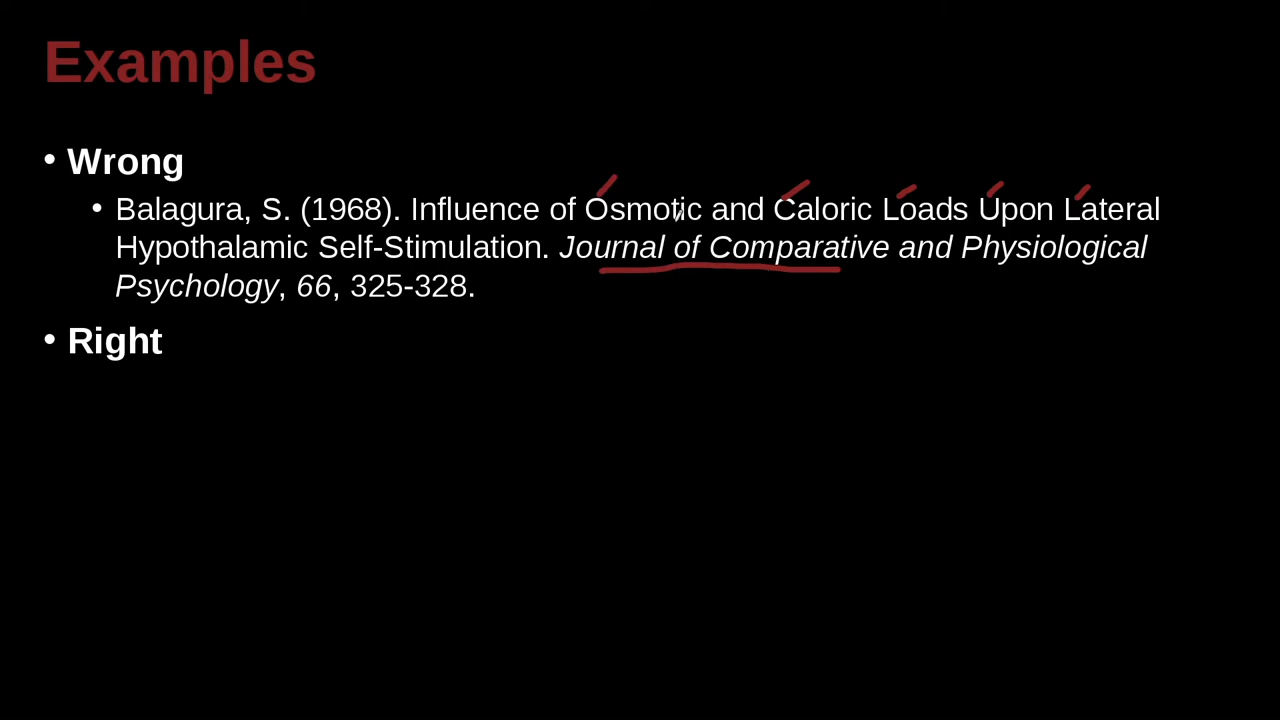 Examples
• Wrong
• Balagura, S. (1968). Influence of Osmotic and Caloric Loads Upon Lateral
Hypothalamic Self-Stimulation. Journal of Comparative and Physiological
Psychology, 66, 325-328.
• Right